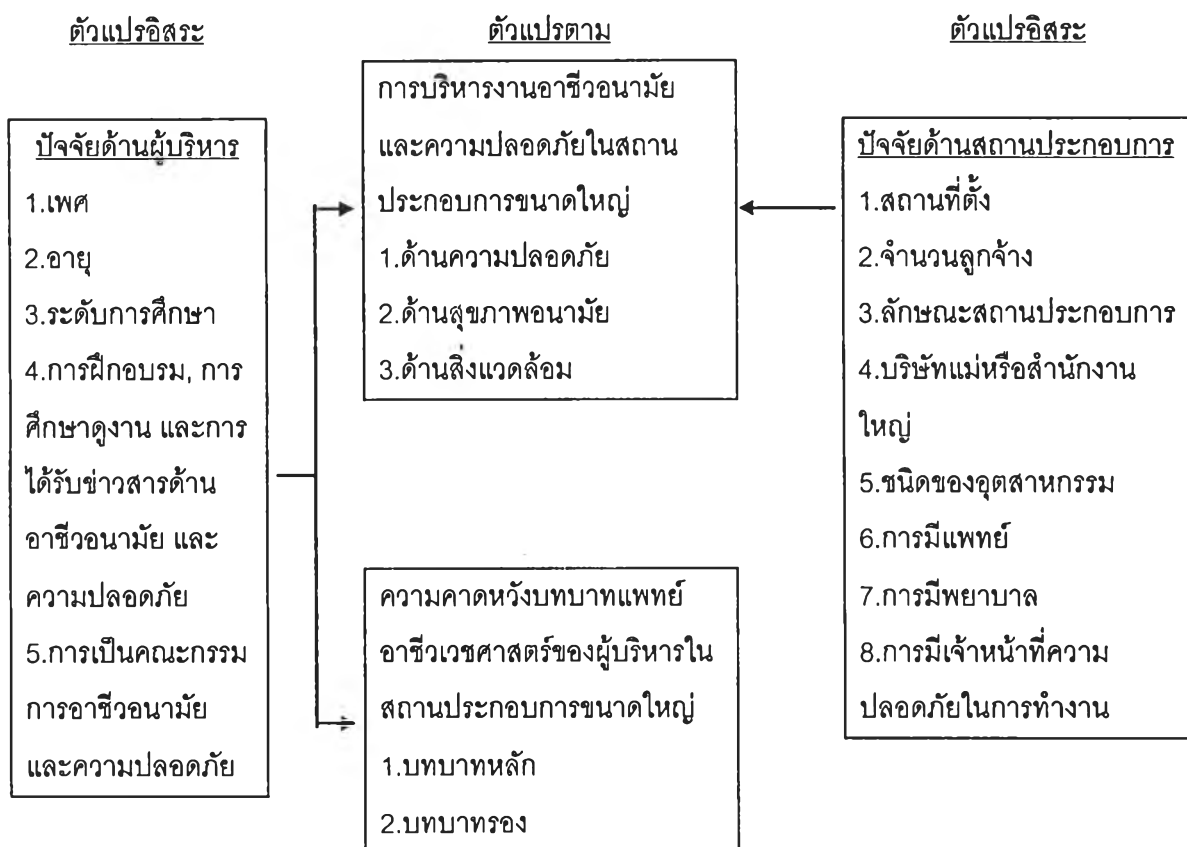 ตัวแปรอิสระ
ปัจจัยด้านผู้บริหาร
1.เพศ
2.อายุ
3.ระดับการศึกษา
4.การฝึกอบรม, การ
ศึกษาดูงาน และการ
ได้รับข่าวสารด้าน
อาชีวอนามัย และ
ความปลอดภัย
5.การเป็นคณะกรรม
การอาชีวอนามัย
และความปลอดภัย
ตัวแปรตาม
การบริหารงานอาชีวอนามัย
และความปลอดภัยในสถาน
ประกอบการขนาดใหญ่
1.ด้านความปลอดภัย
2.ด้านสุขภาพอนามัย
3.ด้านสิ่งแวดล้อม
ความคาดหวังบทบาทแพทย์
อาชีวเวชศาสตร์ของผู้บริหารใน
สถานประกอบการขนาดใหญ่
1.บทบาทหลัก
2.บทบาทรอง
ตัวแปรอิสระ
ปัจจัยด้านสถานประกอบการ
1.สถานที่ตั้ง
2.จำนวนลูกจ้าง
3.ลักษณะสถานประกอบการ
4.บริษัทแม่หรือสำนักงาน
ใหญ่
5.ชนิดของอุตสาหกรรม
6.การมีแพทย์
7.การมีพยาบาล
8.การมีเจ้าหน้าที่ความ
ปลอดภัยในการทำงาน